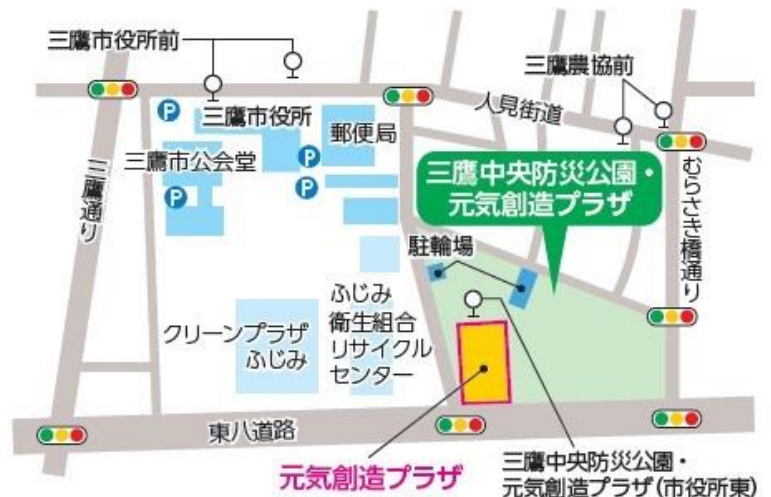 三鷹市役所前
三鷹農協前
人見街道
P
三鷹市役所
郵便局
三鷹市公会堂
P
P
P
三鷹通り
むらさき橋通り
三鷹中央防災公園・
元気創造プラザ
駐輪場
ふじみ
衛生組合
リサイクル
センター
クリーンプラザ
ふじみ
東八道路
元気創造プラザ
三鷹中央防災公園・
元気創造プラザ(市役所東)